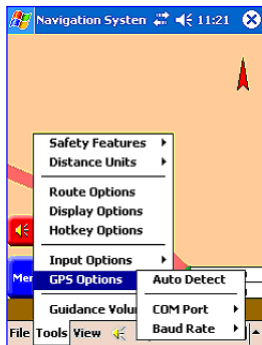 Navigation System 11:21
Safety Features
Distance Units
Route Options
Display Options
Hotkey Options
Input Options
GPS Options
Auto Detect
Guidance Volu
COM Port
Baud Rate
Men
File Tools View